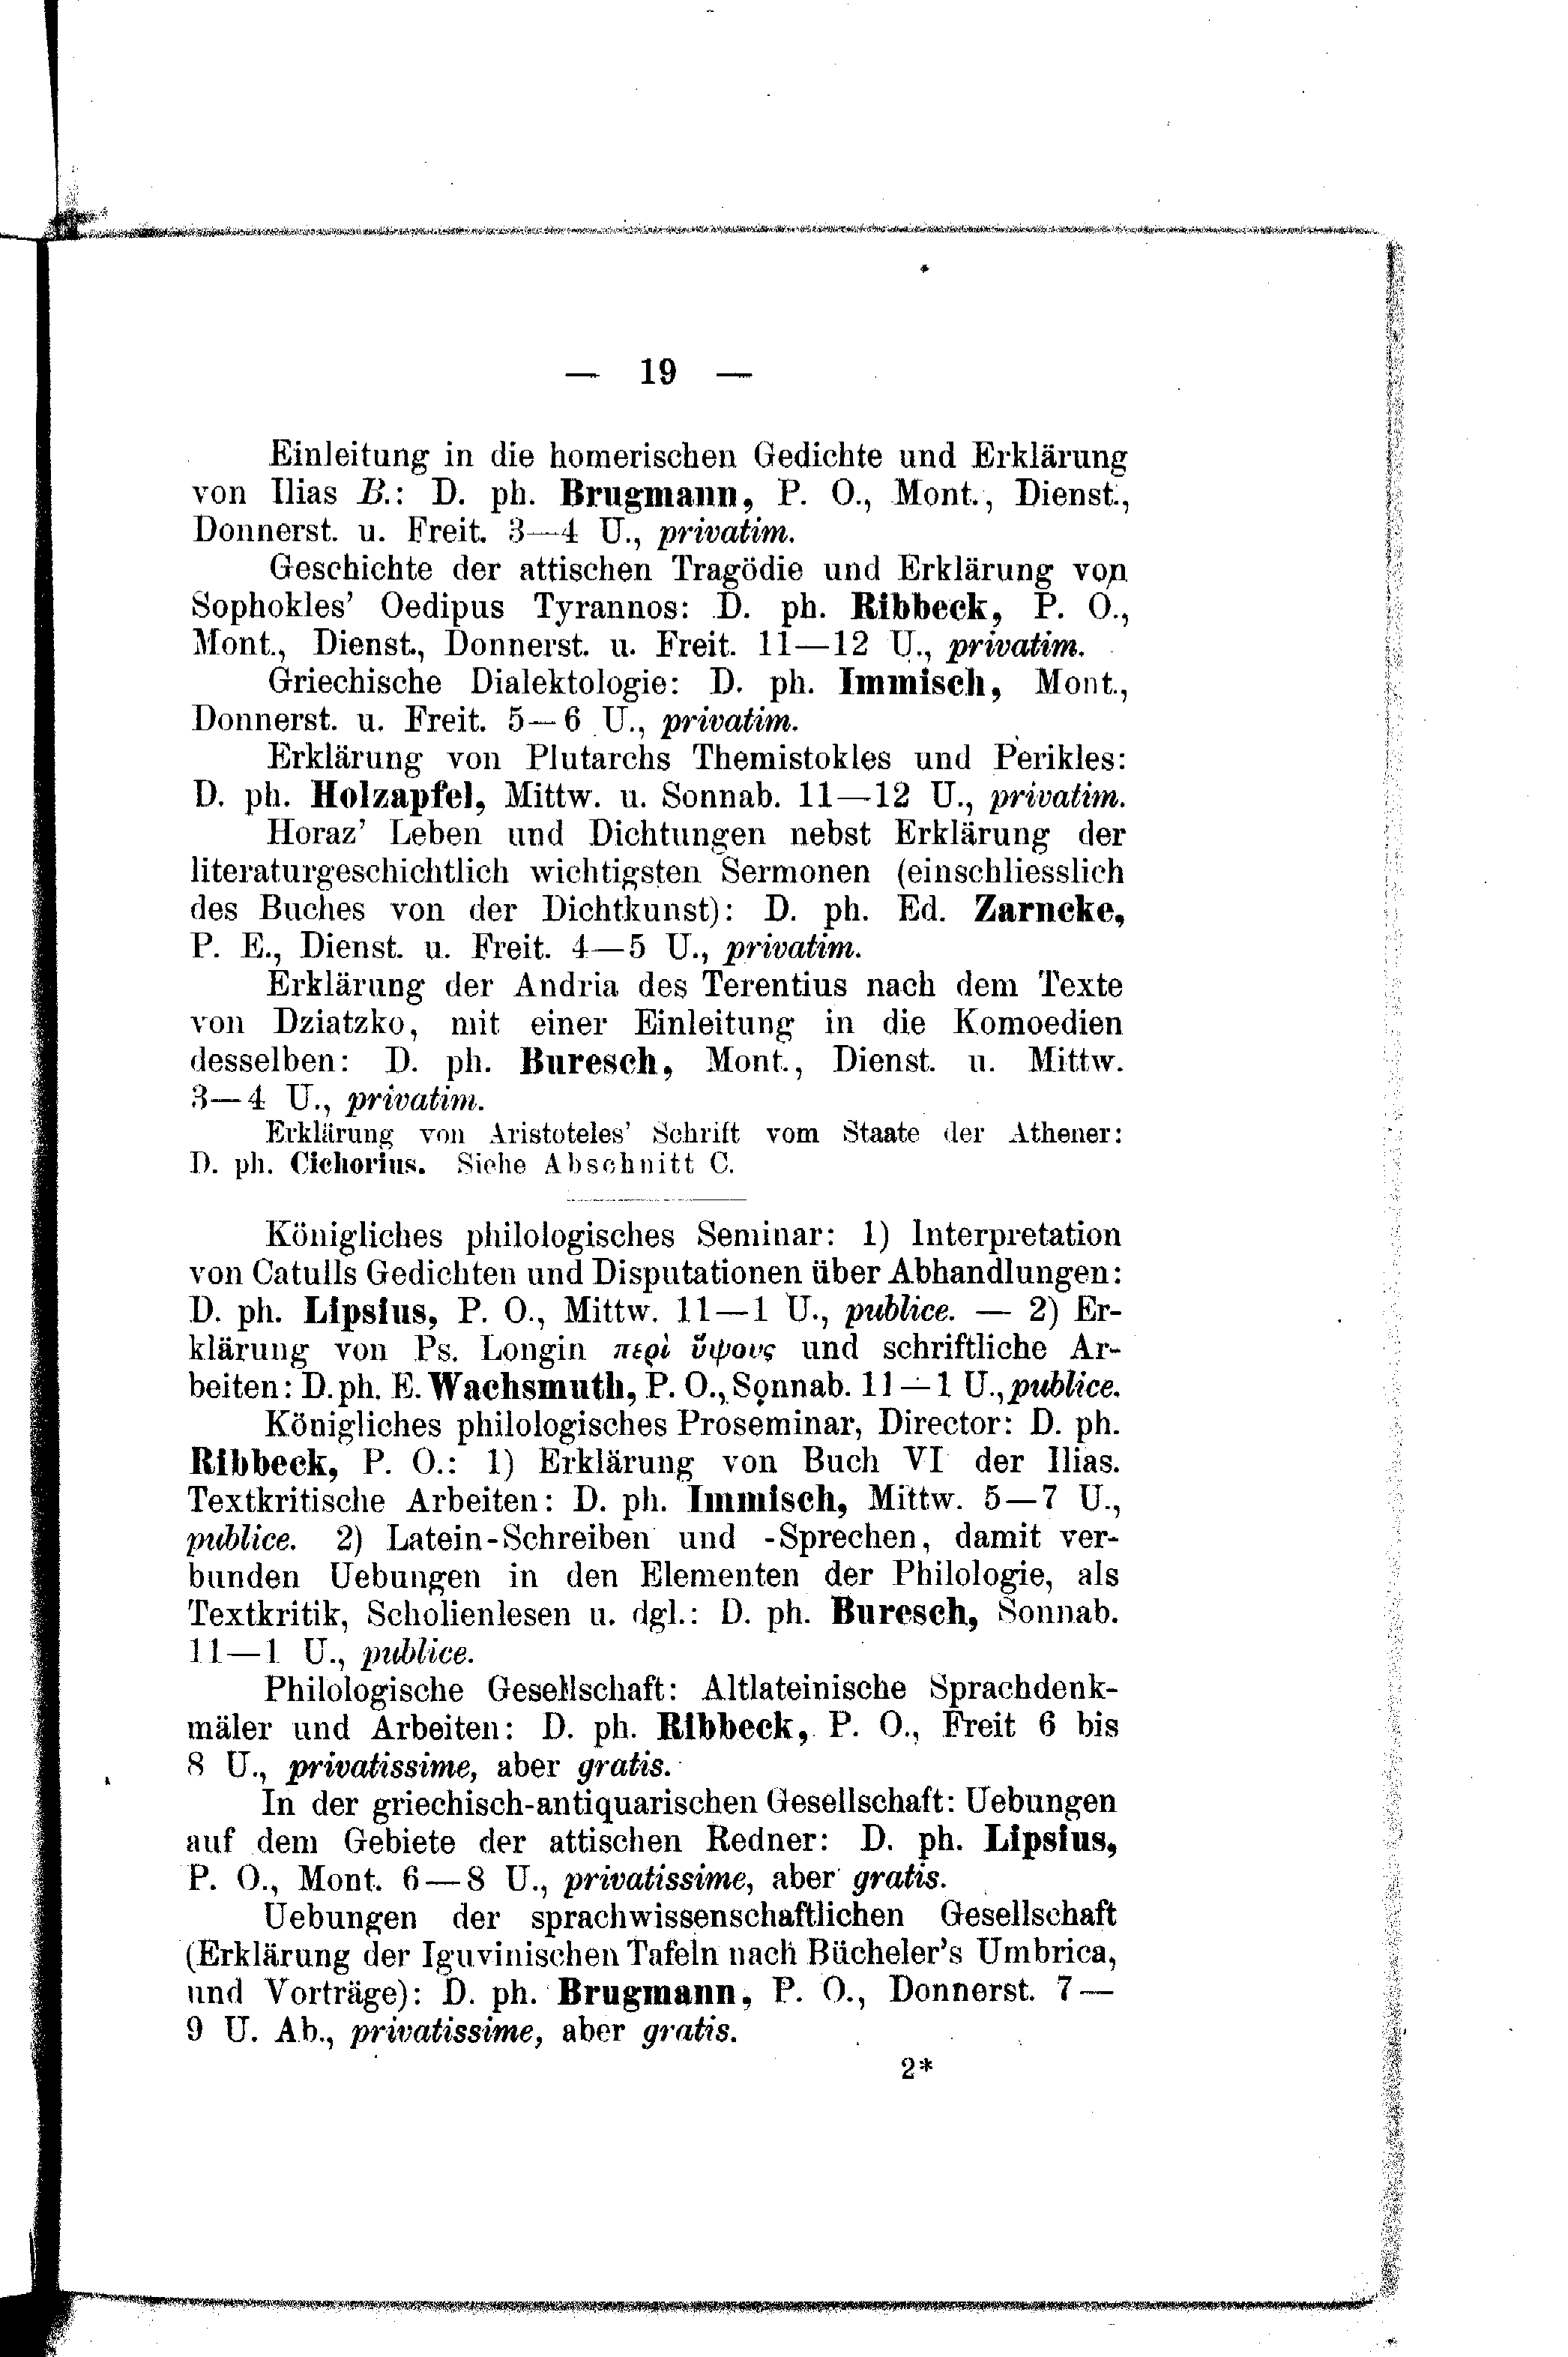 — 19 —
Einleitung in die homerischen Gedichte und Erklärung
von Ilias B.: D. ph. Brugmann, P. O., Mont., Dienst.,
Donnerst. u. Freit. 3—4 U., privatim.
Geschichte der attischen Tragödie und Erklärung von
Sophokles' Oedipus Tyrannos: D. ph. Ribbeck, P. O.,
Mont., Dienst., Donnerst. u. Freit. 11—12 U., privatim.
Griechische Dialektologie: D. ph. Immisch, Mont.,
Donnerst. u. Freit. 5—6 U., privatim.
Erklärung von Plutarchs Themistokles und Perikles:
D. ph. Holzapfel, Mittw. u. Sonnab. 11—12 U., privatim.
Horaz' Leben und Dichtungen nebst Erklärung der
literaturgeschichtlich wichtigsten Sermonen (einschliesslich
des Buches von der Dichtkunst): D. ph. Ed. Zarncke,
P. E., Dienst. u. Freit. 4—5 U., privatim.
Erklärung der Andria des Terentius nach dem Texte
von Dziatzko, mit einer Einleitung in die Komoedien
desselben: D. ph. Buresch, Mont., Dienst. u. Mittw.
3—4 U., privatim.
Erklärung von Aristoteles' Schrift vom Staate der Athener:
D. ph. Cichorius. Siehe Abschnitt C.
Königliches philologisches Seminar: 1) Interpretation
von Catulls Gedichten und Disputationen über Abhandlungen:
D. ph. Lipsius, P. O., Mittw. 11—1 U., publice. — 2) Er-
klärung von Ps. Longin περὶ ὕψους und schriftliche Ar-
beiten: D. ph. E. Wachsmuth, P. O., Sonnab. 11—1 U., publice.
Königliches philologisches Proseminar, Director: D. ph.
Ribbeck, P. O.: 1) Erklärung von Buch VI der Ilias.
Textkritische Arbeiten: D. ph. Immisch, Mittw. 5—7 U.,
publice. 2) Latein-Schreiben und -Sprechen, damit ver-
bunden Uebungen in den Elementen der Philologie, als
Textkritik, Scholienlesen u. dgl.: D. ph. Buresch, Sonnab.
11—1 U., publice.
Philologische Gesellschaft: Altlateinische Sprachdenk-
mäler und Arbeiten: D. ph. Ribbeck, P. O., Freit 6 bis
8 U., privatissime, aber gratis.
In der griechisch-antiquarischen Gesellschaft: Uebungen
auf dem Gebiete der attischen Redner: D. ph. Lipsius,
P. O., Mont. 6—8 U., privatissime, aber gratis.
Uebungen der sprachwissenschaftlichen Gesellschaft
(Erklärung der Iguvinischen Tafeln nach Bücheler's Umbrica,
und Vorträge): D. ph. Brugmann, P. O., Donnerst. 7—
9 U. Ab., privatissime, aber gratis.
2*